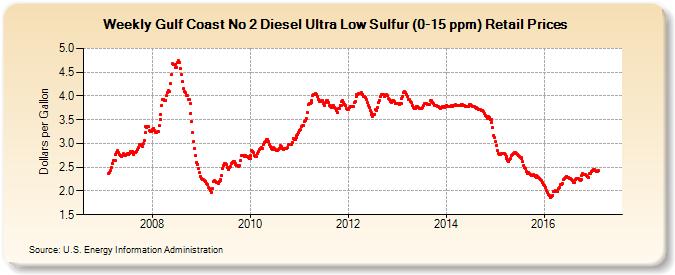 Weekly Gulf Coast No 2 Diesel Ultra Low Sulfur (0-15 ppm) Retail Prices
Dollars per Gallon
5.0
4.5
4.0
3.5
3.0
2.5
2.0
1.5
2008 2010 2012 2014 2016
Source: U.S. Energy Information Administration